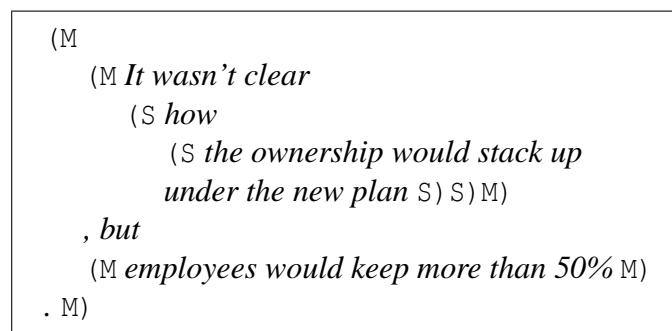 (M
(M It wasn't clear
(S how
(S the ownership would stack up
under the new plan S)S)M)
, but
(M employees would keep more than 50% M)
. M)